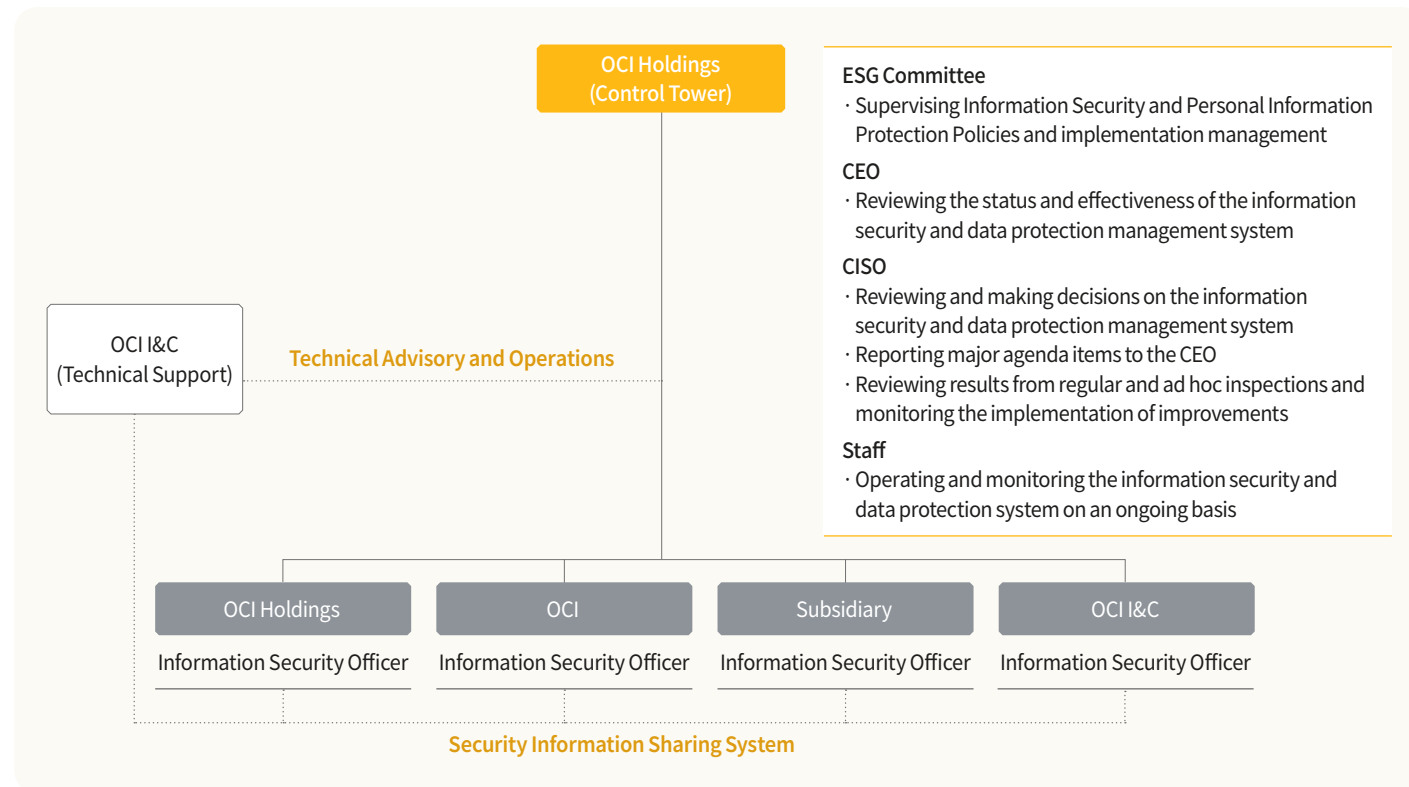 OCI Holdings
(Control Tower)
ESG Committee
· Supervising Information Security and Personal Information
Protection Policies and implementation management
CEO
· Reviewing the status and effectiveness of the information
security and data protection management system
CISO
· Reviewing and making decisions on the information
security and data protection management system
· Reporting major agenda items to the CEO
· Reviewing results from regular and ad hoc inspections and
monitoring the implementation of improvements
Staff
· Operating and monitoring the information security and
data protection system on an ongoing basis
OCI I&C
(Technical Support)
Technical Advisory and Operations
OCI Holdings
OCI
Subsidiary
OCI I&C
Information Security Officer
Information Security Officer
Information Security Officer
Information Security Officer
Security Information Sharing System